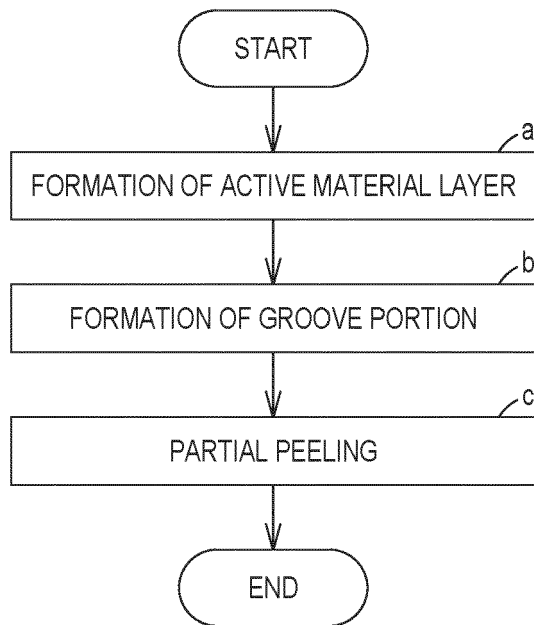 START
a
FORMATION OF ACTIVE MATERIAL LAYER
b
FORMATION OF GROOVE PORTION
c
PARTIAL PEELING
END